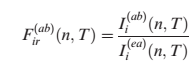 F_{ir}^{(ab)}(n, T) = \frac{I_i^{(ab)}(n, T)}{I_i^{(ea)}(n, T)}